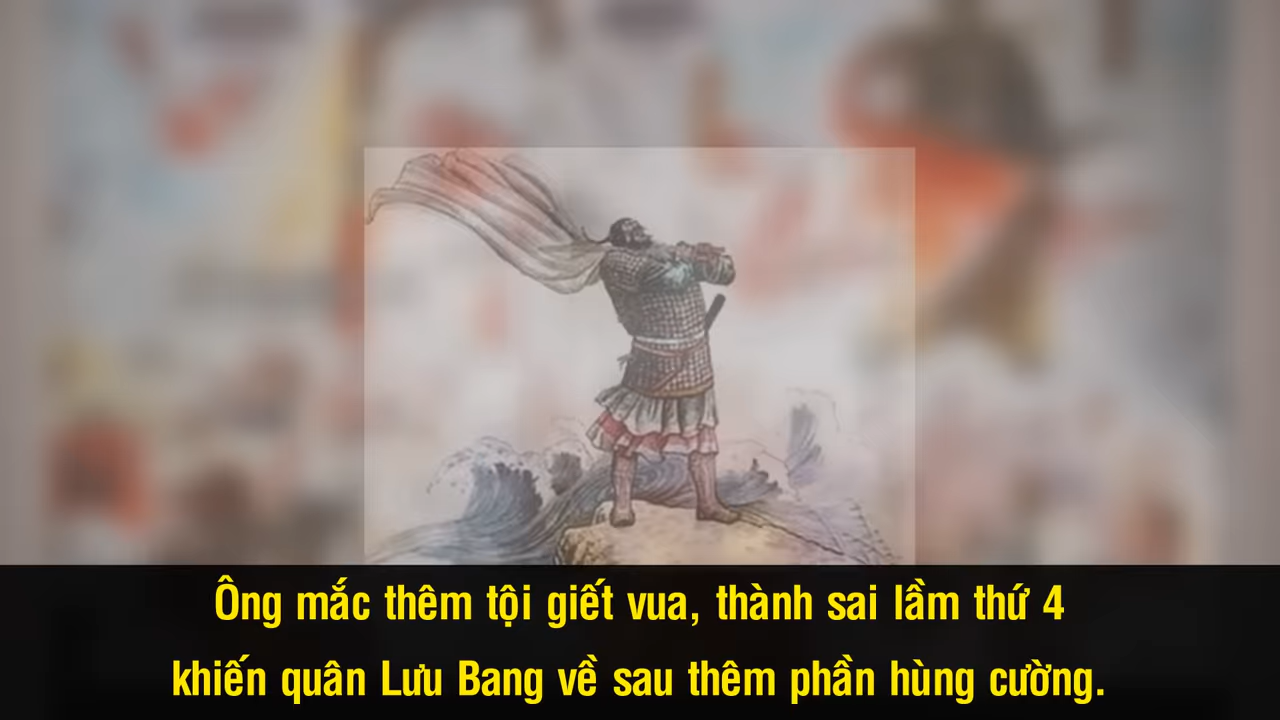 Ông mắc thêm tội giết vua, thành sai lầm thứ 4
khiến quân Lưu Bang về sau thêm phần hùng cường.